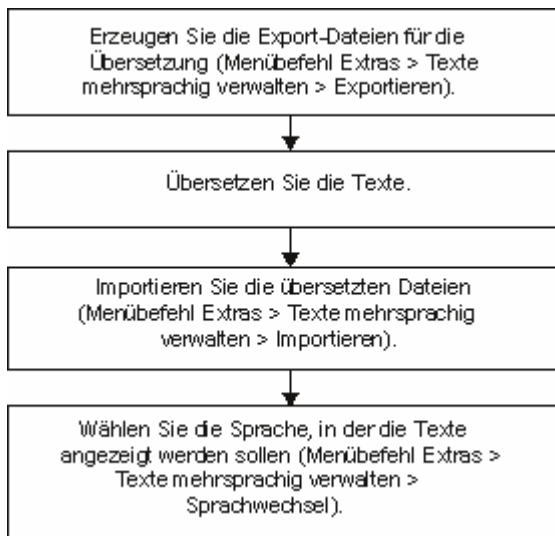 Erzeugen Sie die Export-Dateien für die
Übersetzung (Menübefehl Extras > Texte
mehrsprachig verwalten > Exportieren).
Übersetzen Sie die Texte.
Importieren Sie die übersetzten Dateien
(Menübefehl Extras > Texte mehrsprachig
verwalten > Importieren).
Wählen Sie die Sprache, in der die Texte
angezeigt werden sollen (Menübefehl Extras >
Texte mehrsprachig verwalten >
Sprachwechsel).